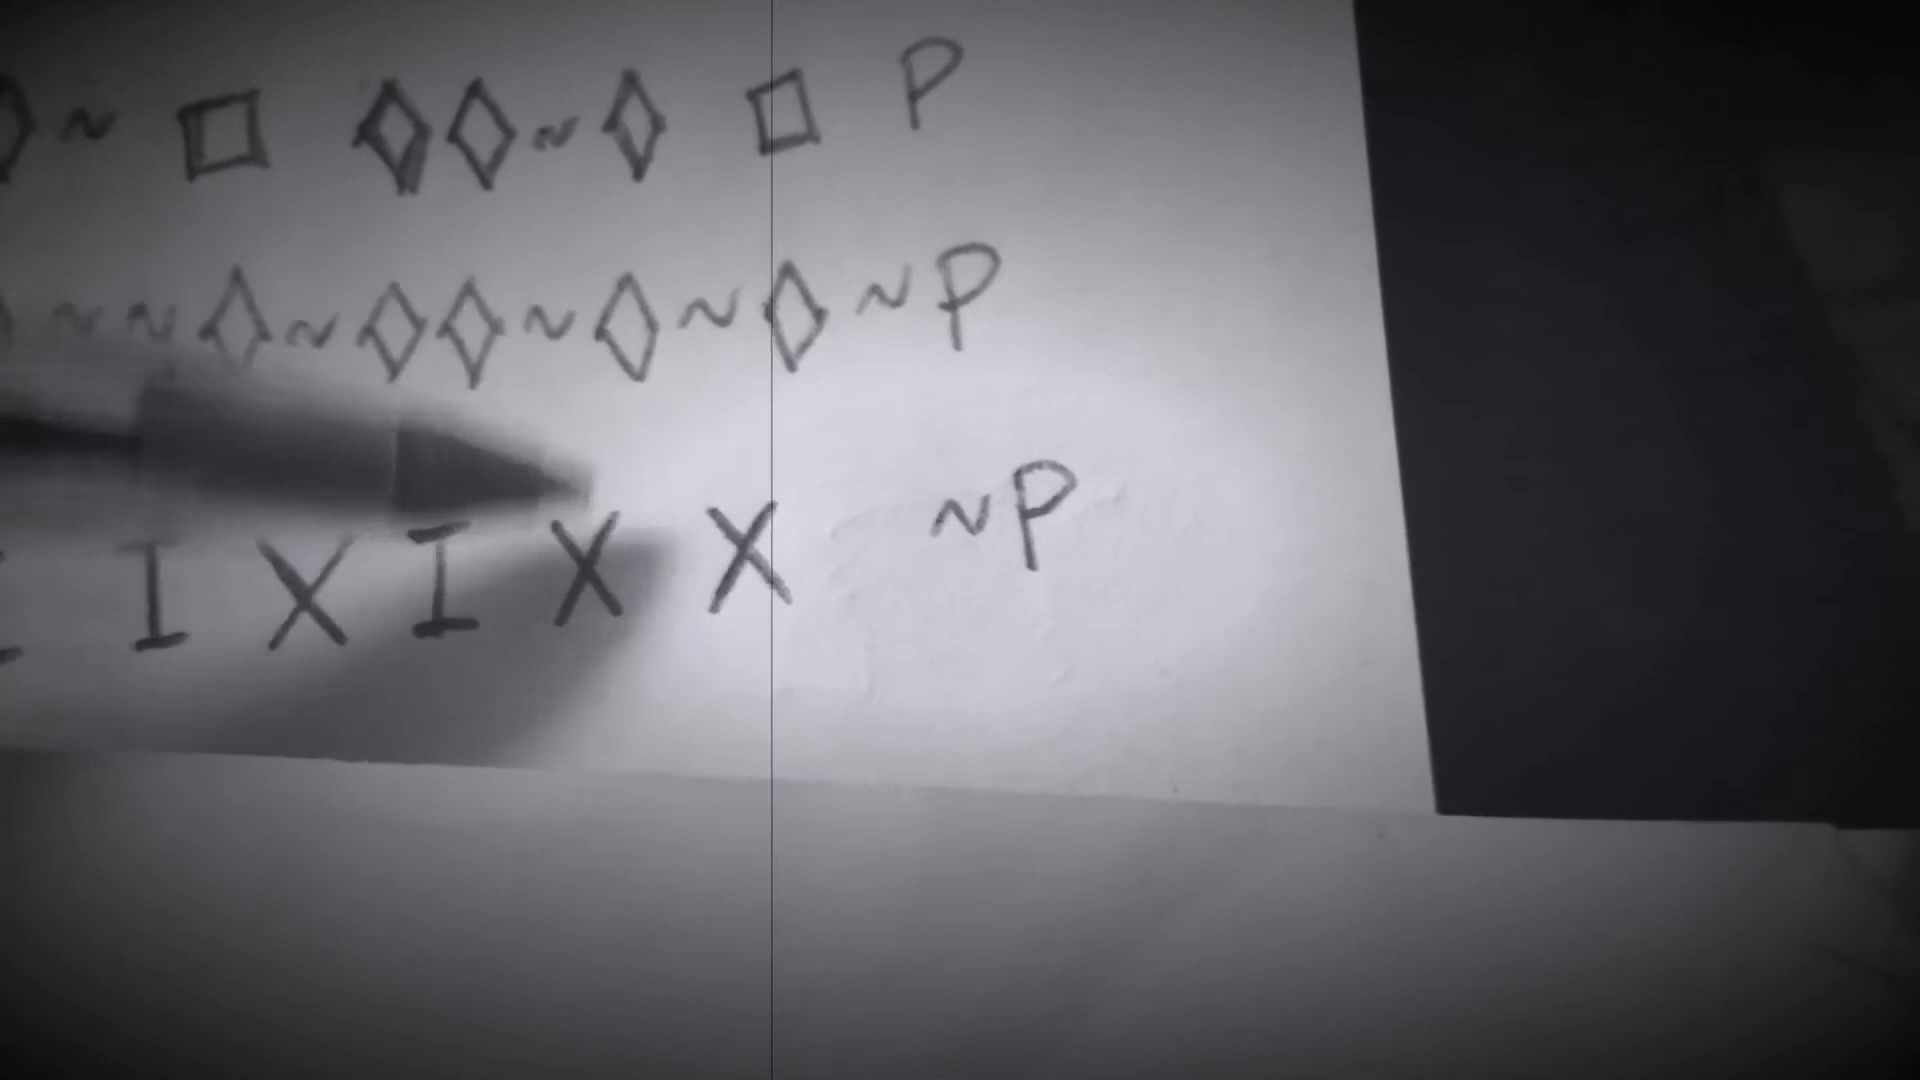 ◇~ □ ◇◇~◇ □ P
~~◇~◇◇~◇~◇~P
I X I X X ~P